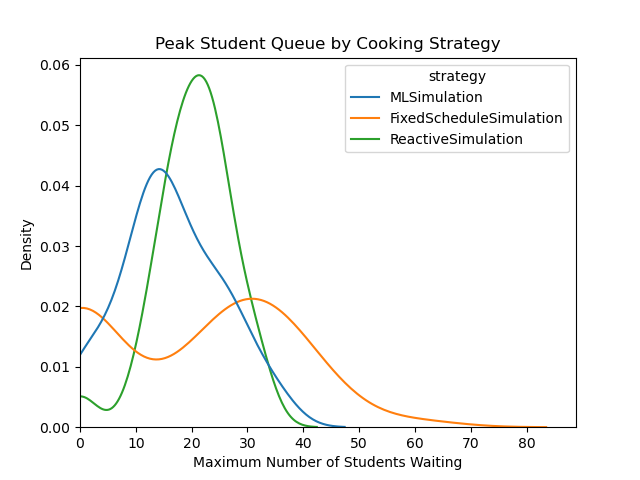 Peak Student Queue by Cooking Strategy
strategy
MLSimulation
FixedScheduleSimulation
ReactiveSimulation
0.06
0.05
0.04
0.03
0.02
0.01
0.00
Density
0 10 20 30 40 50 60 70 80
Maximum Number of Students Waiting